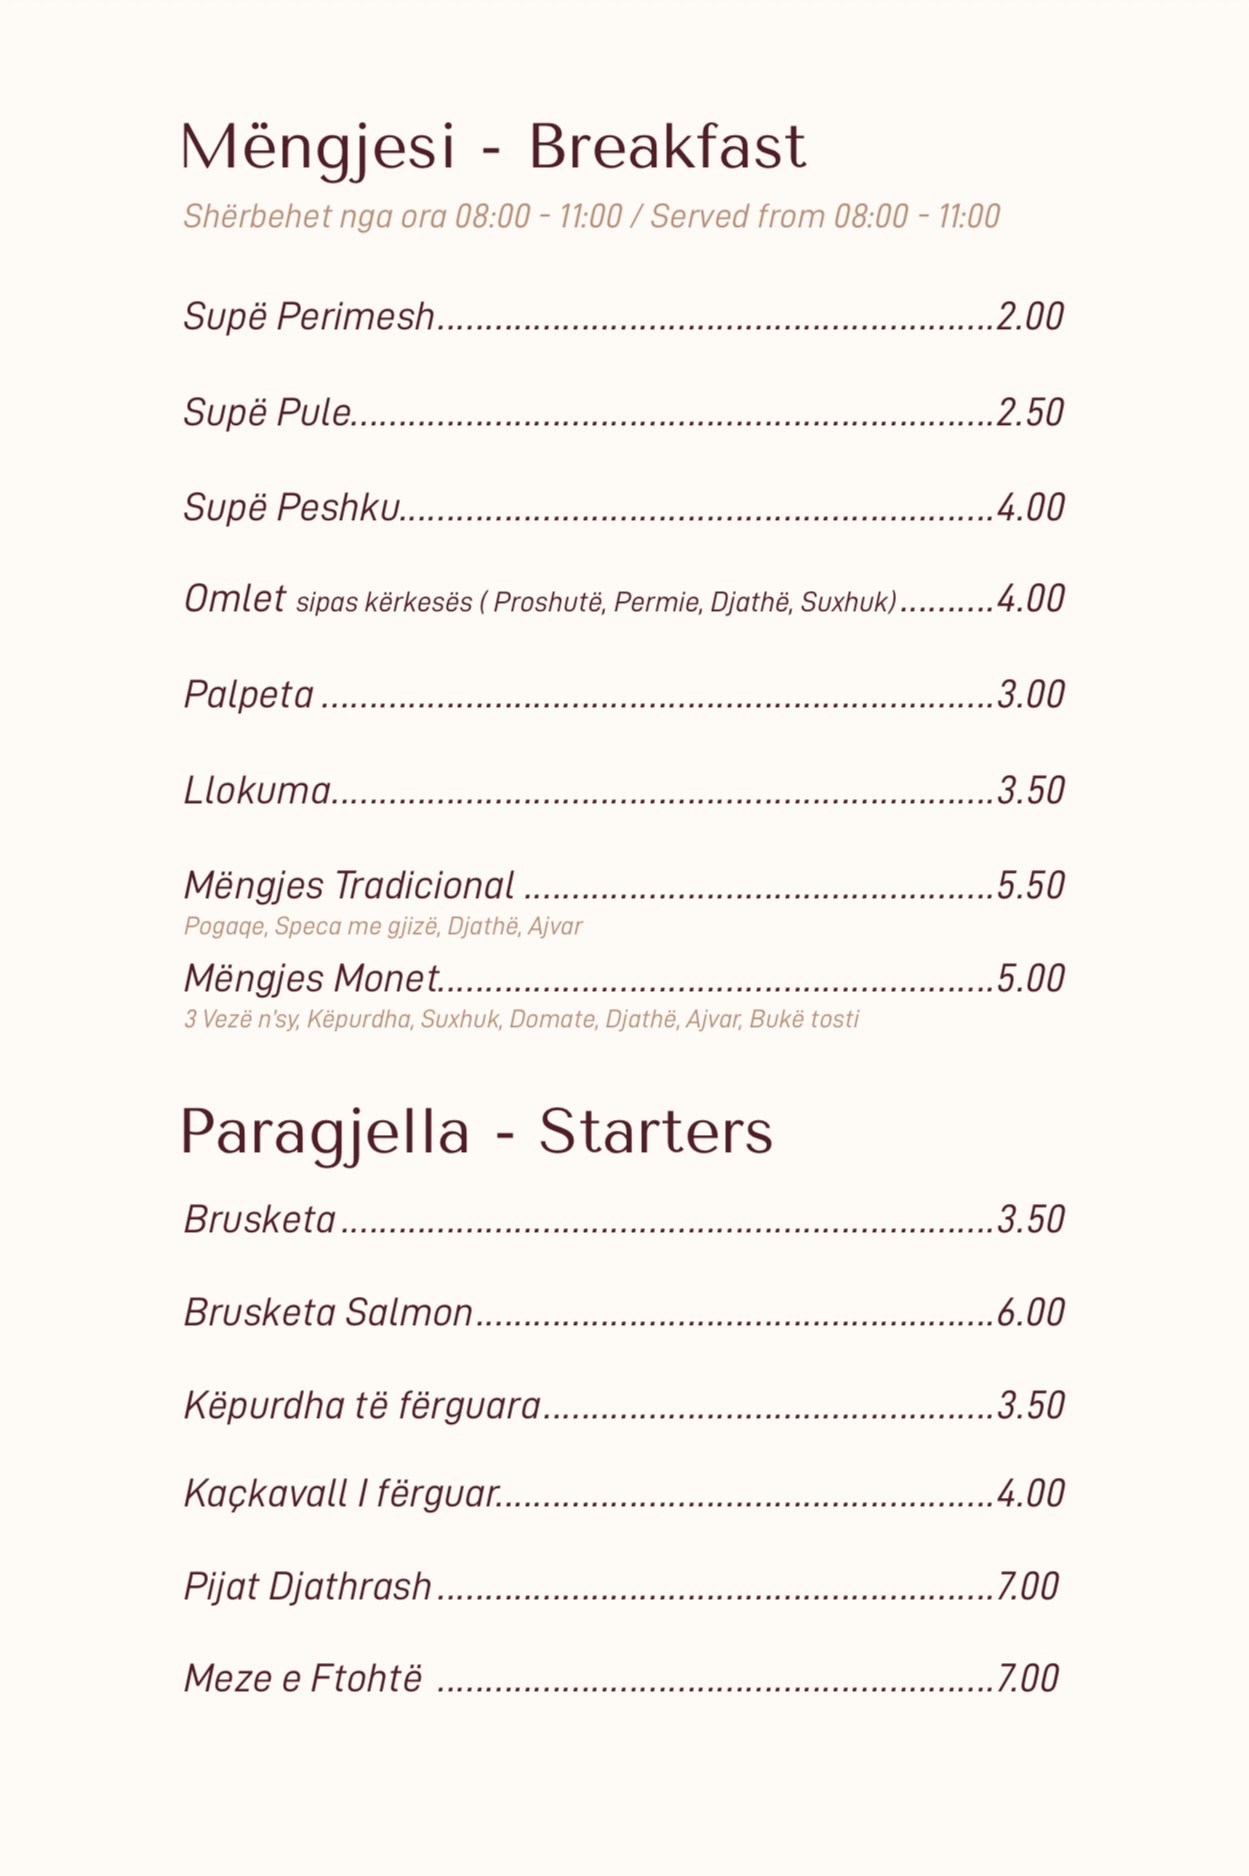 Mëngjesi - Breakfast
Shërbehet nga ora 08:00 - 11:00 / Served from 08:00 - 11:00
Supë Perimesh..........................................................2.00
Supë Pule...................................................................2.50
Supë Peshku..............................................................4.00
Omlet sipas kërkesës ( Proshutë, Permie, Djathë, Suxhuk)..........4.00
Palpeta ......................................................................3.00
Llokuma.....................................................................3.50
Mëngjes Tradicional .................................................5.50
Pogaqe, Speca me gjizë, Djathë, Ajvar
Mëngjes Monet..........................................................5.00
3 Vezë n'sy, Këpurdha, Suxhuk, Domate, Djathë, Ajvar, Bukë tosti
Paragjella - Starters
Brusketa....................................................................3.50
Brusketa Salmon......................................................6.00
Këpurdha të fërguara...............................................3.50
Kaçkavall I fërguar....................................................4.00
Pijat Djathrash..........................................................7.00
Meze e Ftohtë ..........................................................7.00